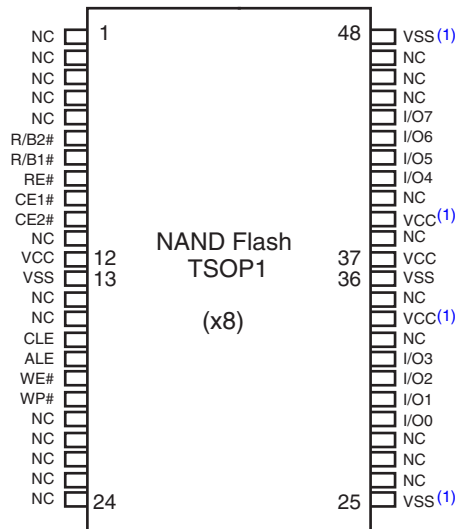 NC
NC
NC
NC
NC
R/B2#
R/B1#
RE#
CE1#
CE2#
NC
VCC
VSS
NC
NC
CLE
ALE
WE#
WP#
NC
NC
NC
NC
NC
1
12
13
24
NAND Flash
TSOP1
(x8)
48
37
36
25
VSS(1)
NC
NC
NC
I/O7
I/O6
I/O5
I/O4
NC
VCC(1)
NC
VCC
VSS
NC
VCC(1)
NC
I/O3
I/O2
I/O1
I/O0
NC
NC
NC
VSS(1)